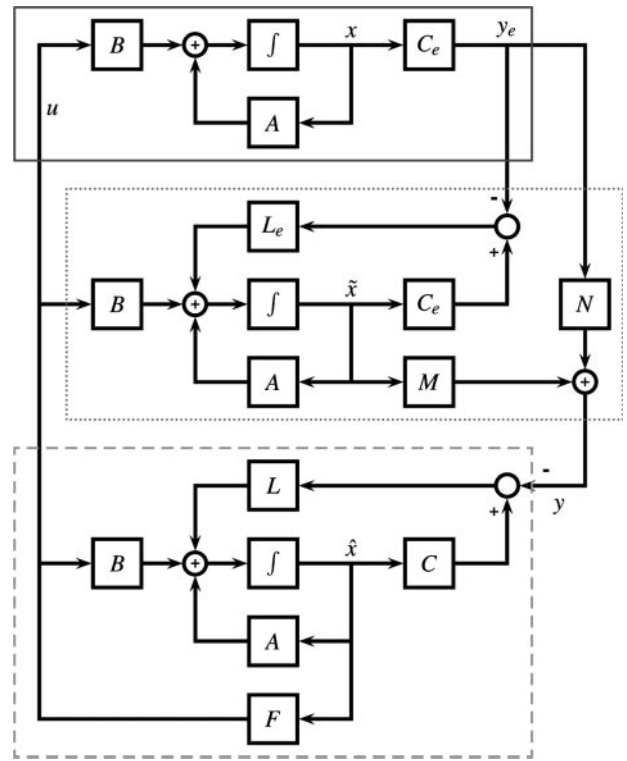 B + ∫ x C_e y_e
A
u
-
L_e
+
B + ∫ x̃ C_e N
A M +
L -
+ y
B + ∫ x̂ C
A
F